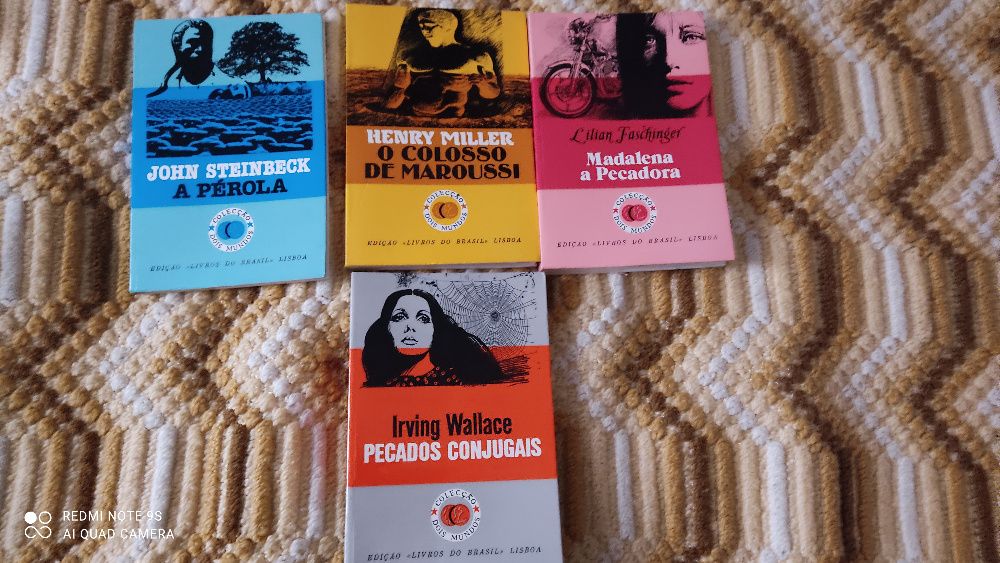 JOHN STEINBECK
A PÉROLA
COLECÇÃO
DOIS MUNDOS
EDIÇÃO «LIVROS DO BRASIL» LISBOA
HENRY MILLER
O COLOSSO
DE MAROUSSI
COLECÇÃO
DOIS MUNDOS
EDIÇÃO «LIVROS DO BRASIL» LISBOA
Lilian Faschinger
Madalena
a Pecadora
COLECÇÃO
DOIS MUNDOS
EDIÇÃO «LIVROS DO BRASIL» LISBOA
Irving Wallace
PECADOS CONJUGAIS
COLECÇÃO
DOIS MUNDOS
EDIÇÃO «LIVROS DO BRASIL» LISBOA
REDMI NOTE 9S
AI QUAD CAMERA